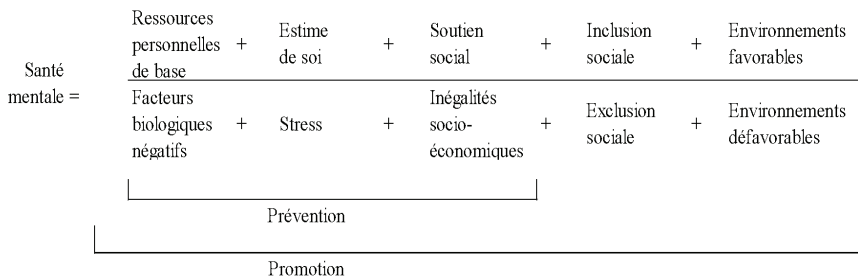 Ressources personnelles de base + Estime de soi + Soutien social + Inclusion sociale + Environnements favorables
Santé mentale =
Facteurs biologiques négatifs + Stress + Inégalités socio-économiques + Exclusion sociale + Environnements défavorables
Prévention
Promotion